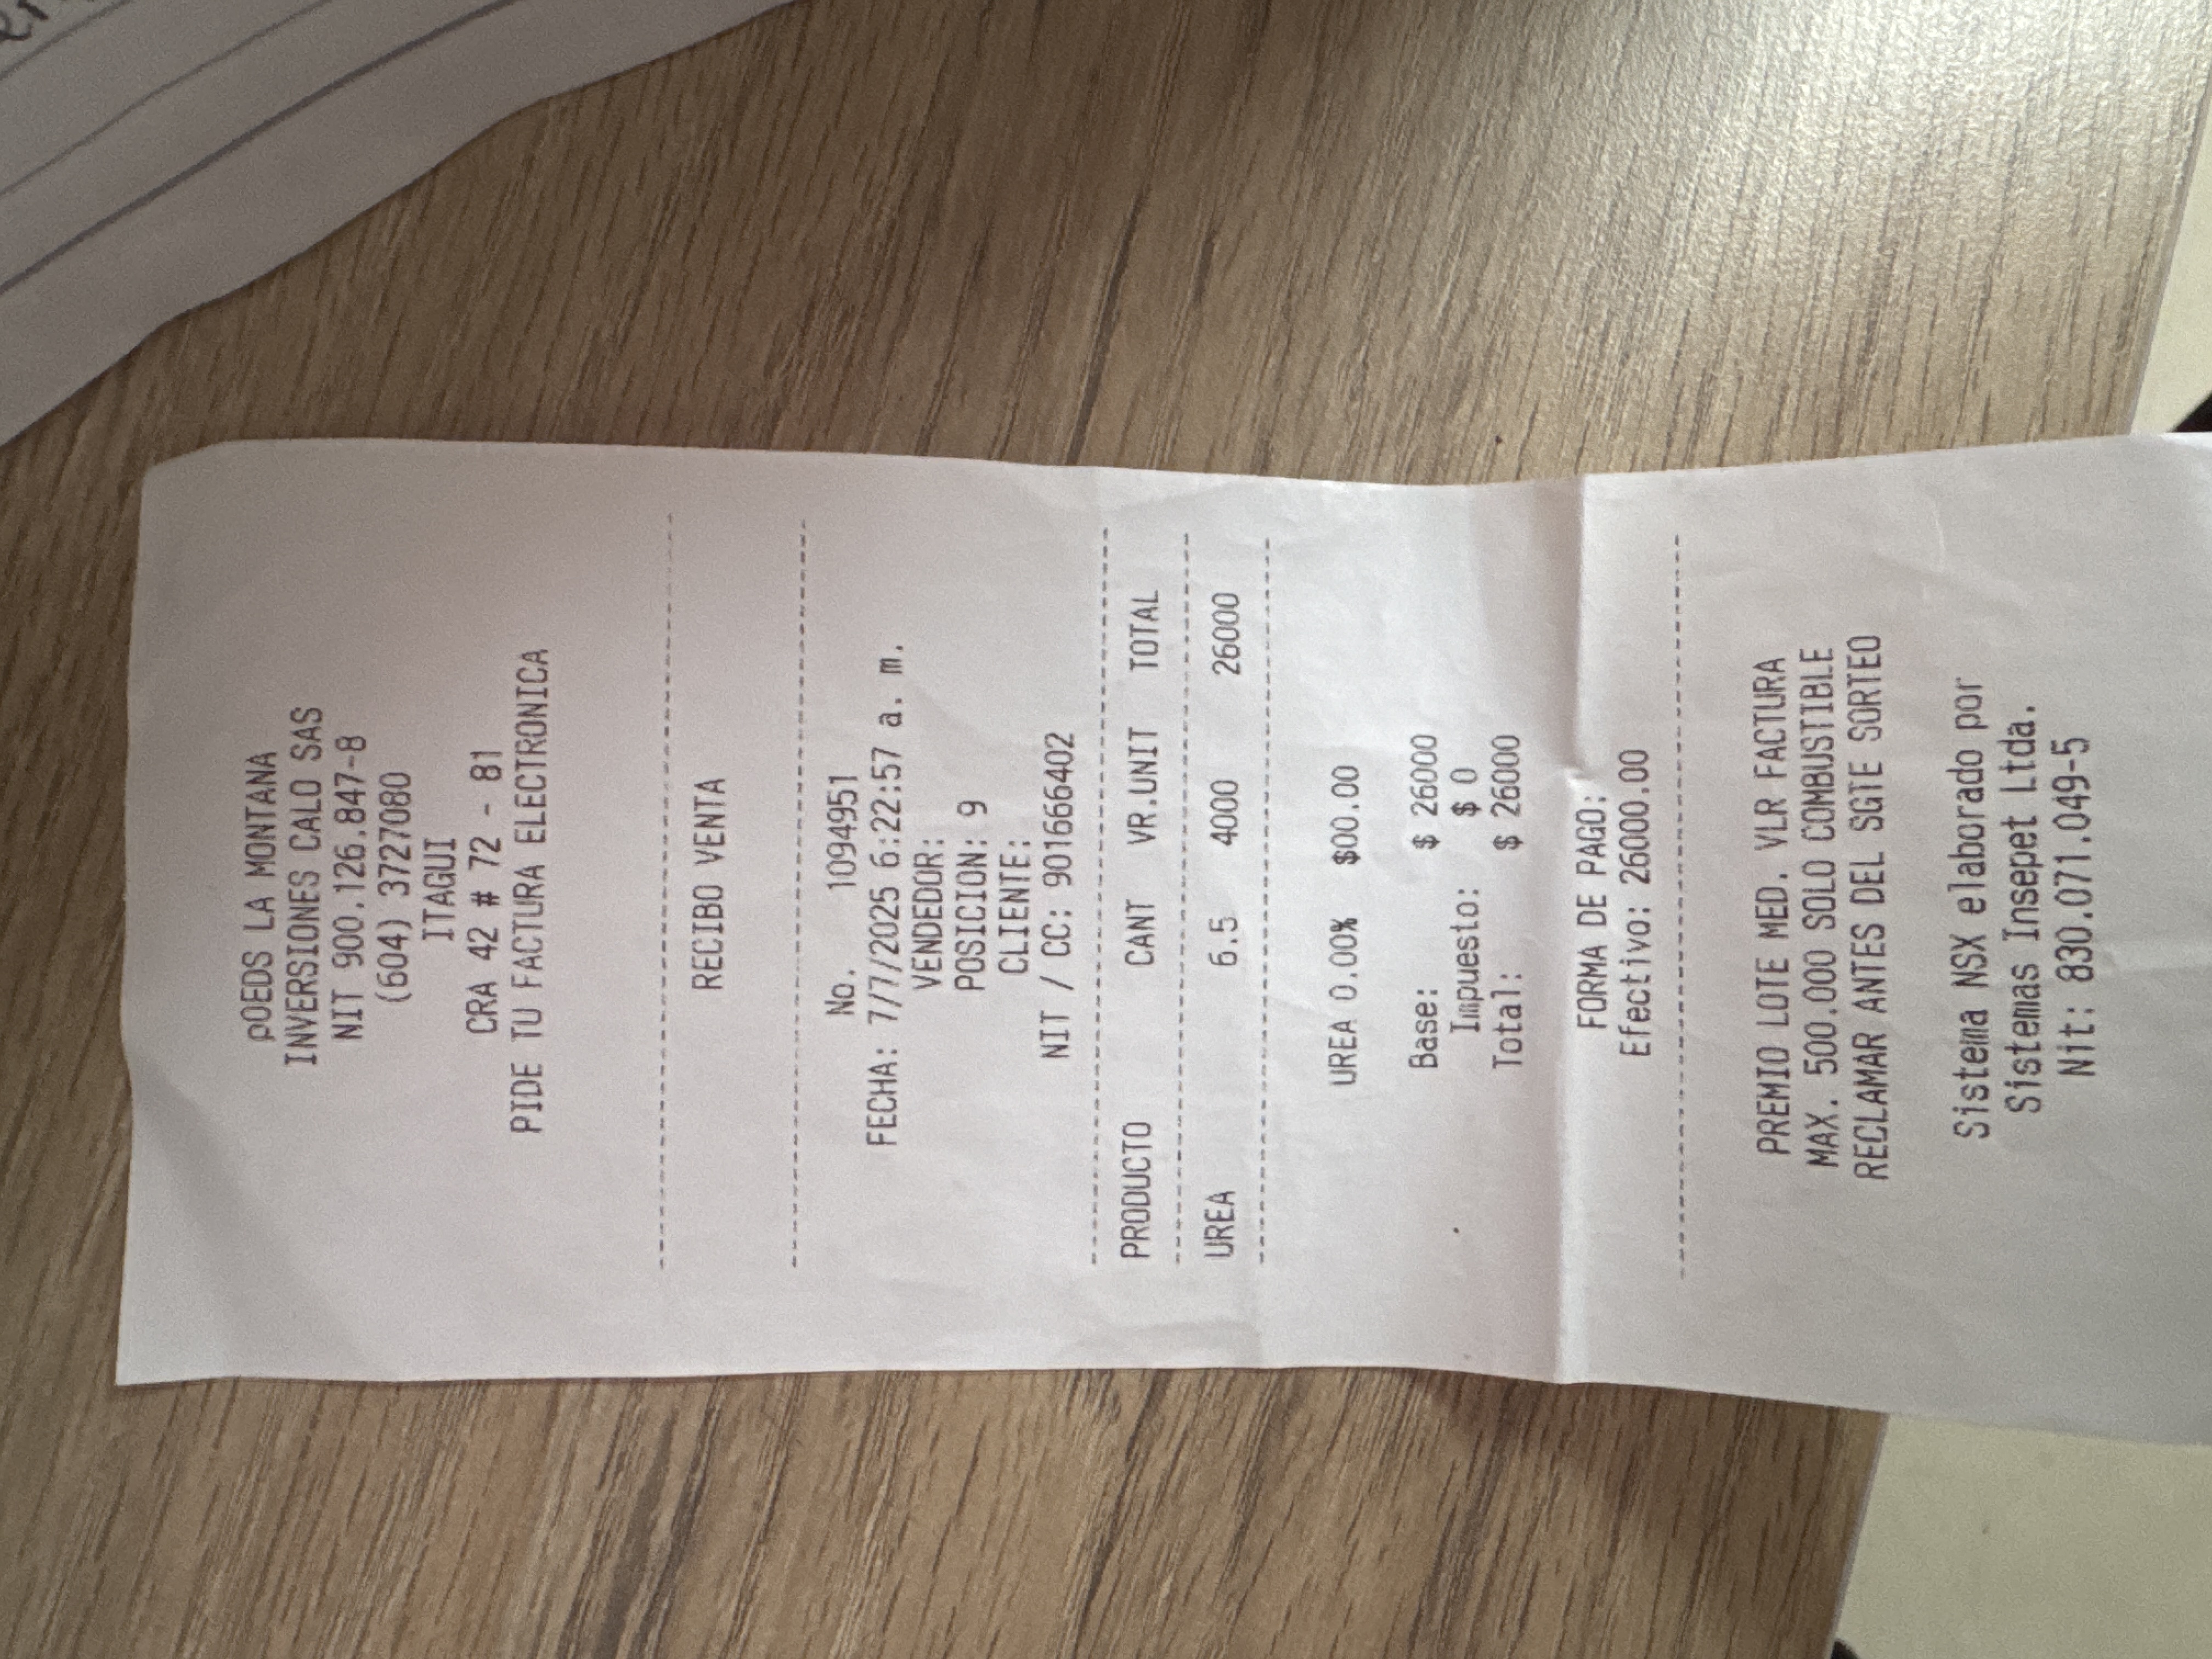 ρOEDS LA MONTANA
INVERSIONES CALO SAS
NIT 900.126.847-8
(604) 3727080
ITAGUI
CRA 42 # 72 - 81
PIDE TU FACTURA ELECTRONICA
RECIBO VENTA
No. 1094951
FECHA: 7/7/2025 6:22:57 a. m.
VENDEDOR:
POSICION: 9
CLIENTE:
NIT / CC: 901666402
PRODUCTO CANT VR.UNIT TOTAL
UREA 6.5 4000 26000
UREA 0.00% $00.00
Base: $ 26000
Impuesto: $ 0
Total: $ 26000
FORMA DE PAGO:
Efectivo: 26000.00
PREMIO LOTE MED. VLR FACTURA
MAX. 500.000 SOLO COMBUSTIBLE
RECLAMAR ANTES DEL SGTE SORTEO
Sistema NSX elaborado por
Sistemas Insepet Ltda.
Nit: 830.071.049-5